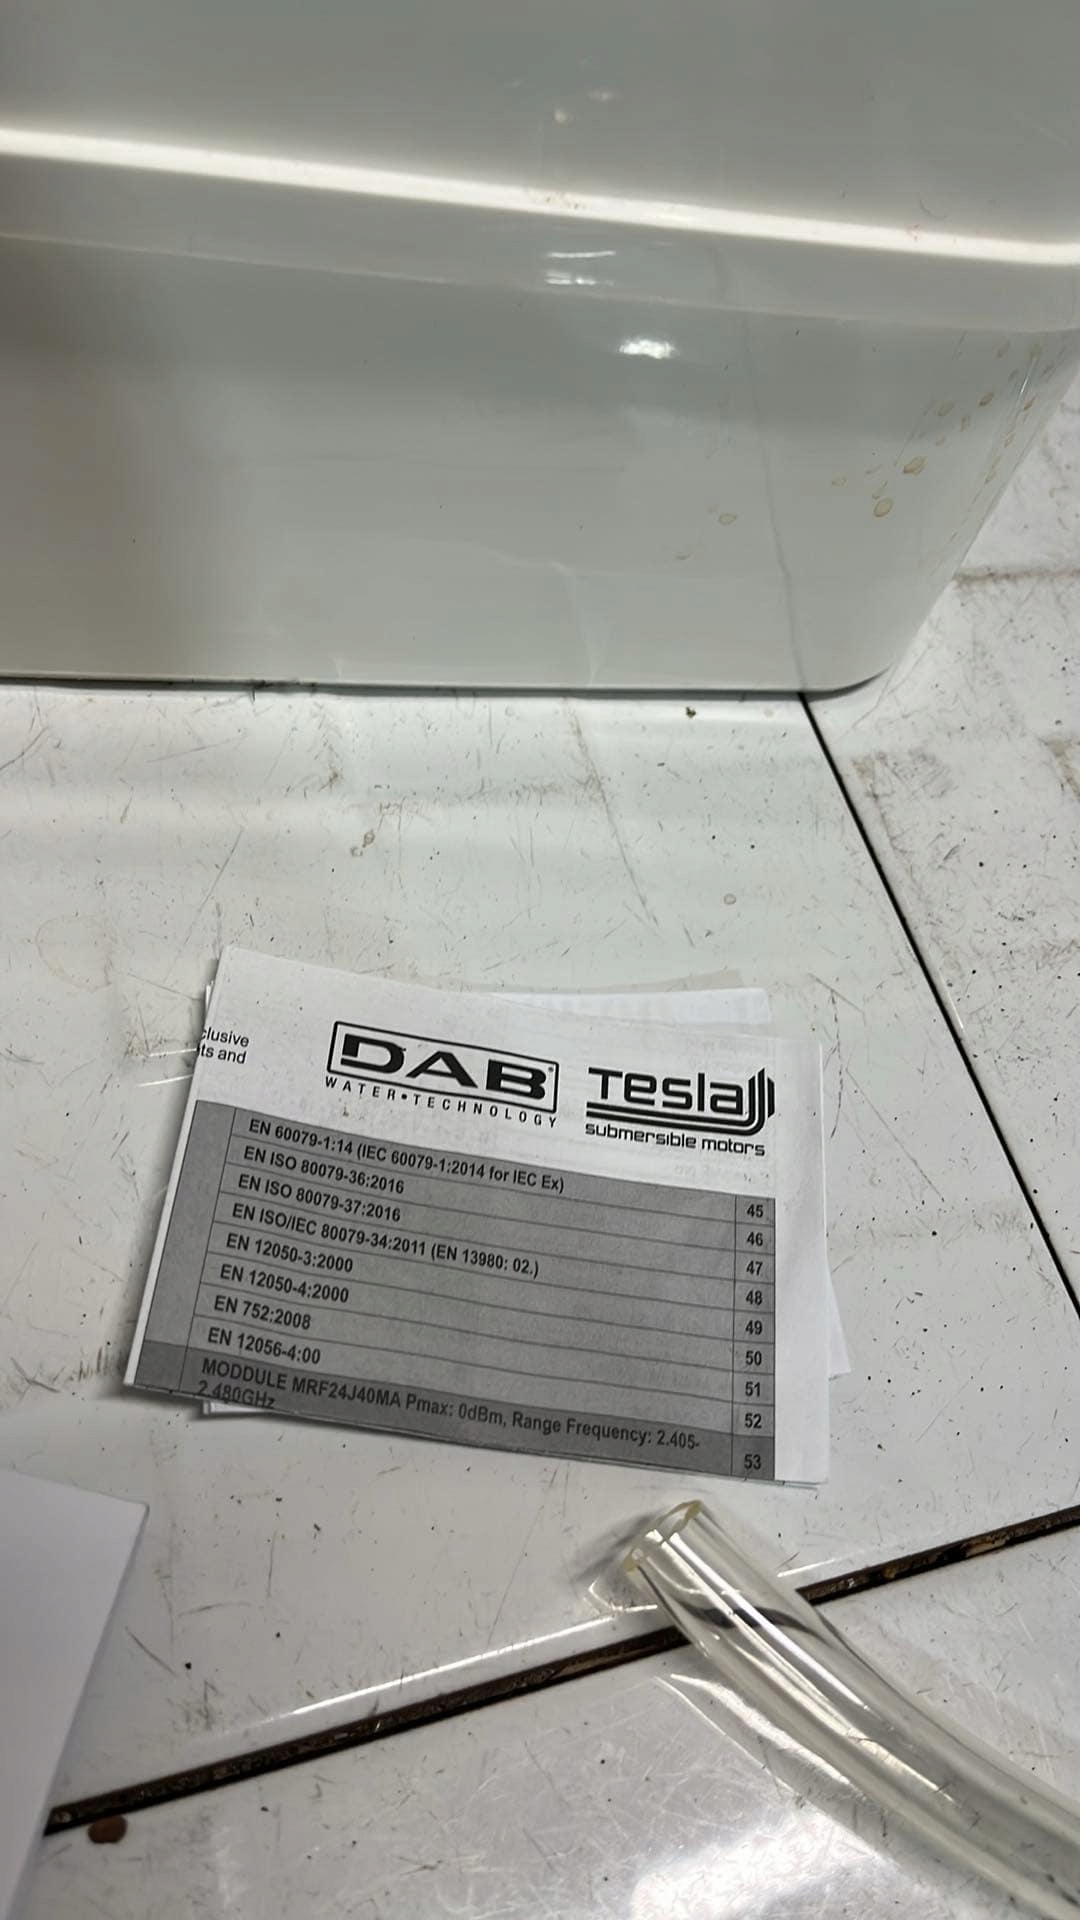 clusive
ts and
DAB
WATER•TECHNOLOGY
Tesla
submersible motors
EN 60079-1:14 (IEC 60079-1:2014 for IEC Ex) 45
EN ISO 80079-36:2016 46
EN ISO 80079-37:2016 47
EN ISO/IEC 80079-34:2011 (EN 13980: 02.) 48
EN 12050-3:2000 49
EN 12050-4:2000 50
EN 752:2008 51
EN 12056-4:00 52
MODDULE MRF24J40MA Pmax: 0dBm, Range Frequency: 2.405-
2.480GHz 53